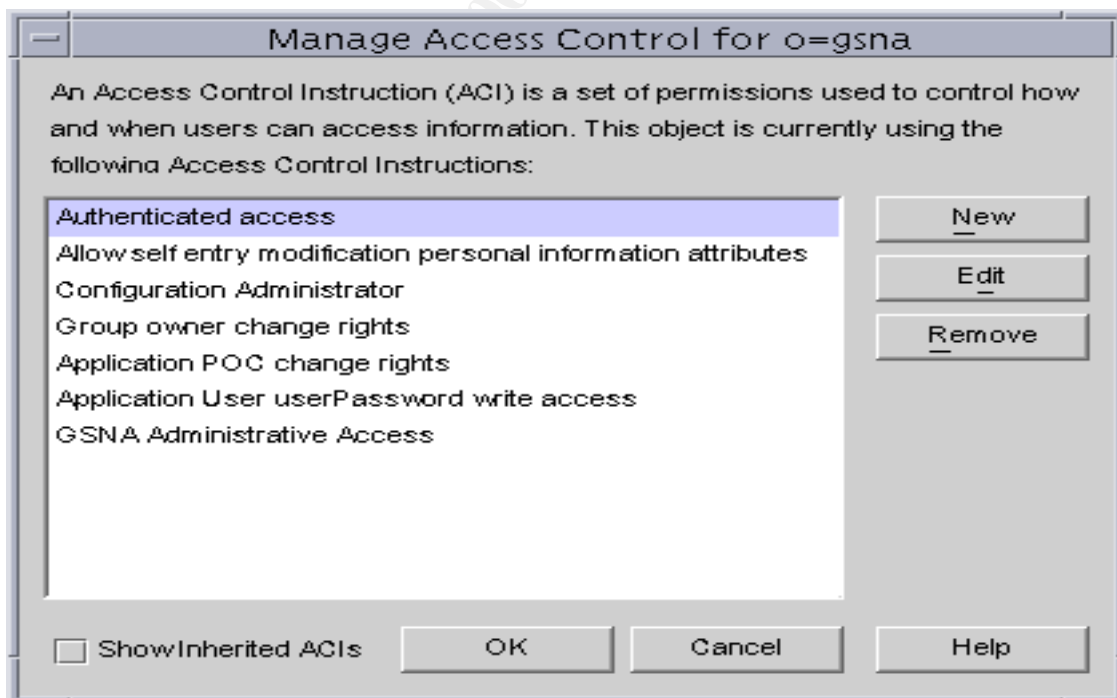 Manage Access Control for o=gsna
An Access Control Instruction (ACI) is a set of permissions used to control how
and when users can access information. This object is currently using the
following Access Control Instructions:
Authenticated access
Allow self entry modification personal information attributes
Configuration Administrator
Group owner change rights
Application POC change rights
Application User userPassword write access
GSNA Administrative Access
New
Edit
Remove
Show Inherited ACIs
OK
Cancel
Help